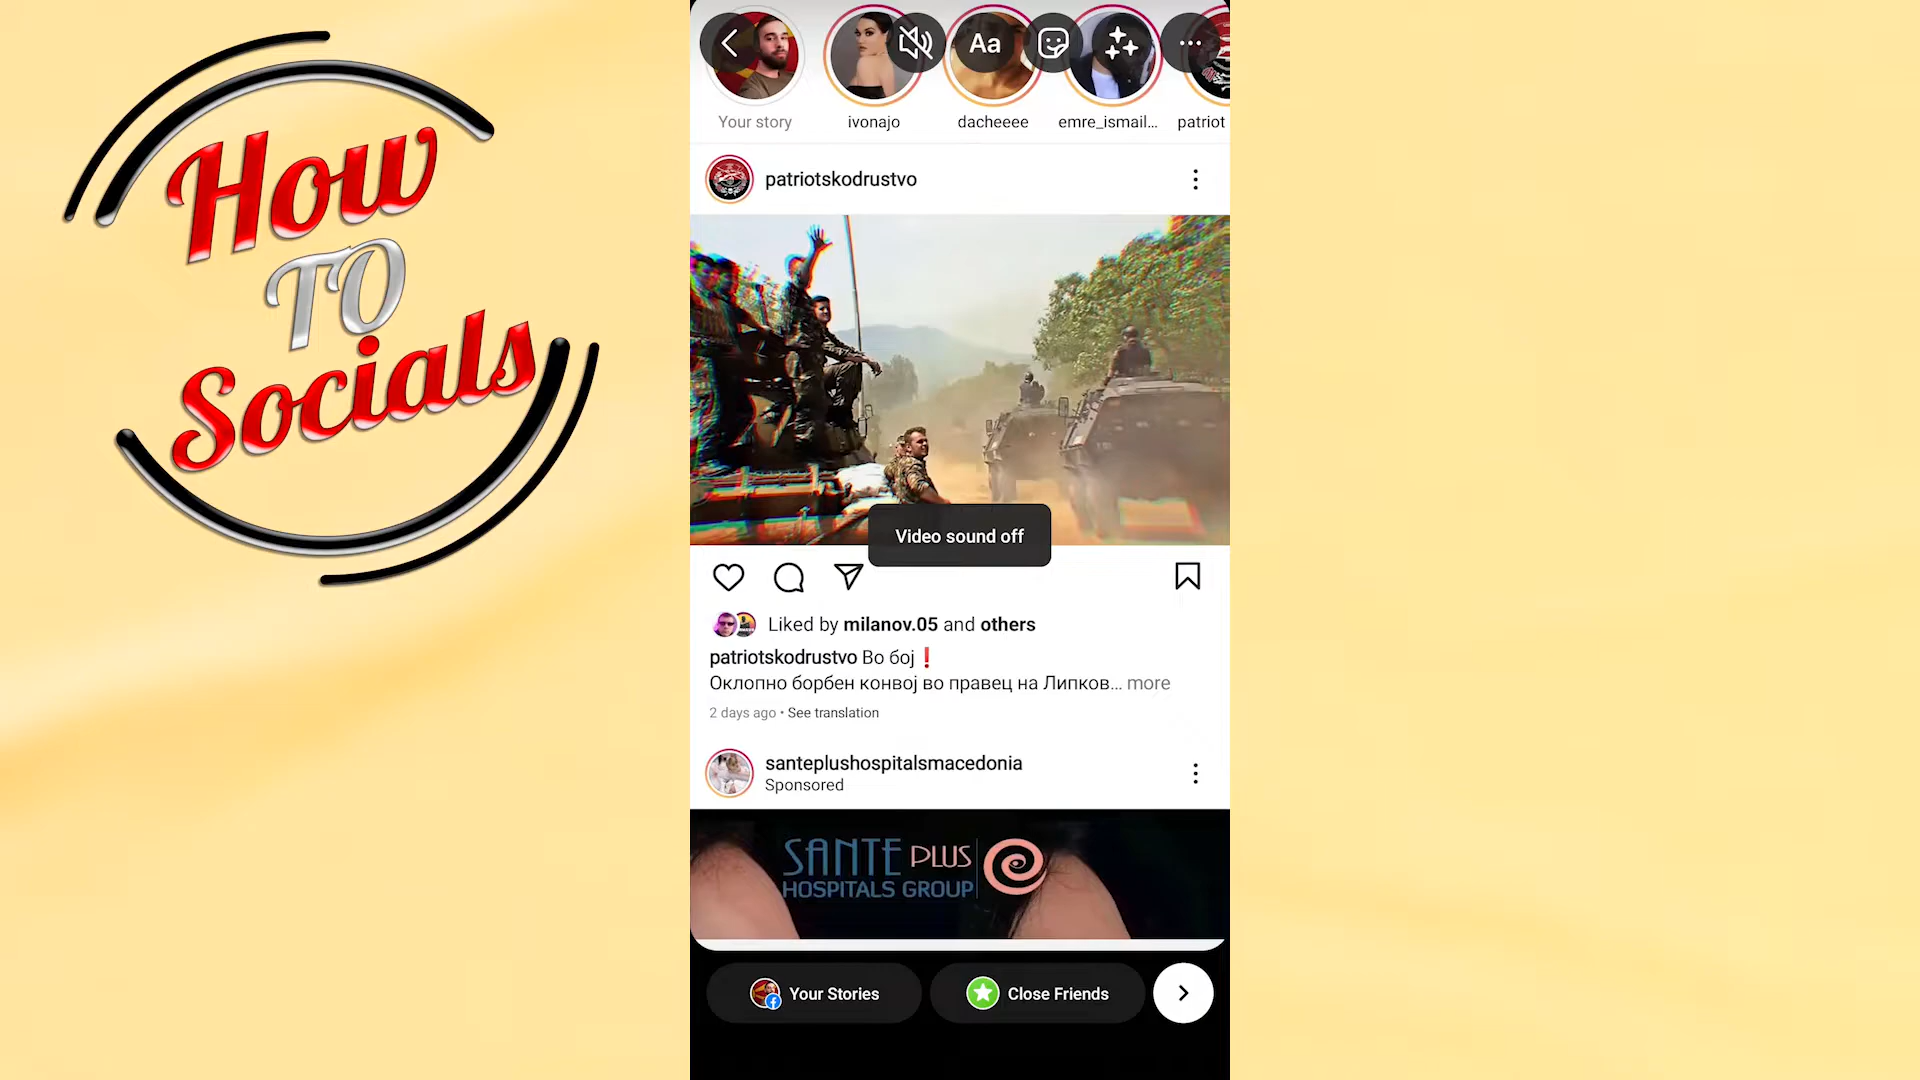 How
TO
Socials
Aa
Your story
ivonajo
dacheeee
emre_ismail...
patriot
patriotskodrustvo
Video sound off
Liked by milanov.05 and others
patriotskodrustvo Во бој❗
Оклопно борбен конвој во правец на Липков... more
2 days ago • See translation
santeplushospitalsmacedonia
Sponsored
SANTE PLUS
HOSPITALS GROUP
Your Stories
Close Friends